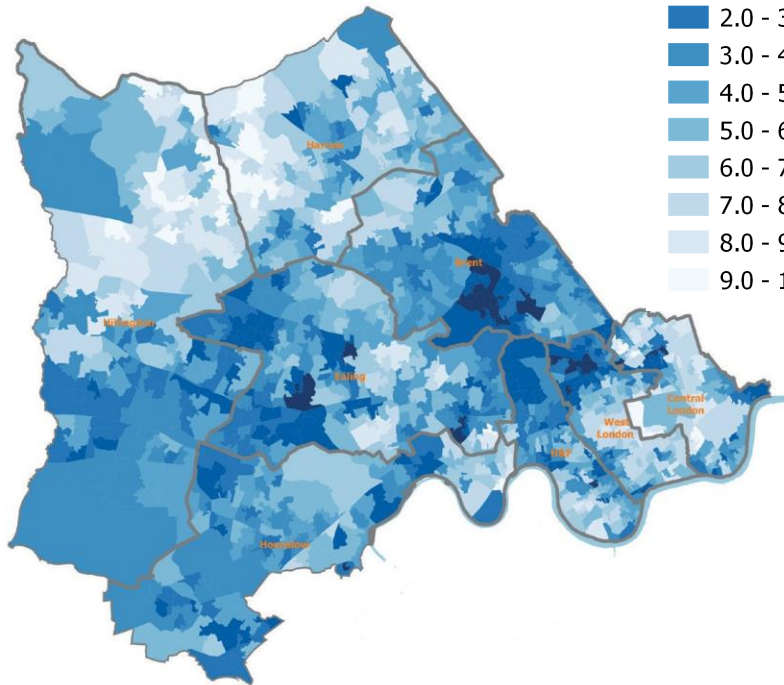 2.0 - 3
3.0 - 4
4.0 - 5
5.0 - 6
6.0 - 7
7.0 - 8
8.0 - 9
9.0 - 1
Harrow
Brent
Hillingdon
Ealing
Central
London
West
London
H&F
Hounslow